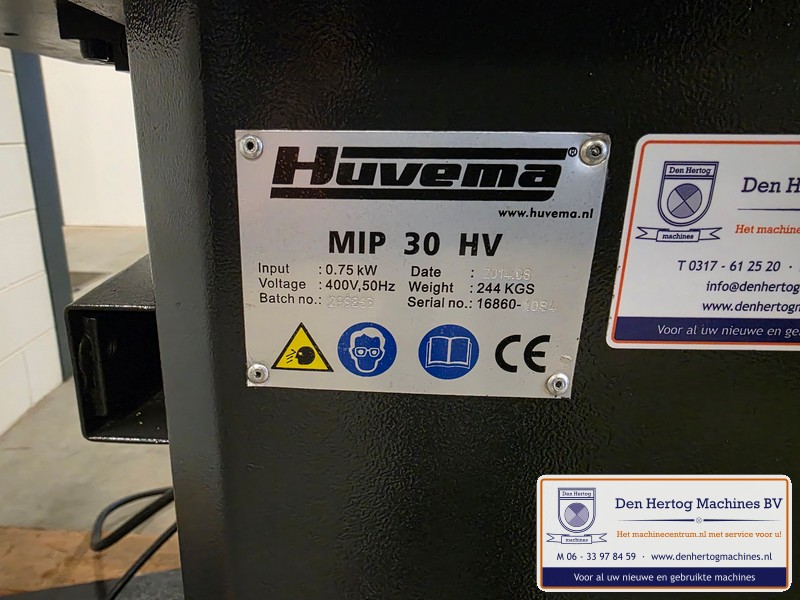 Huvema®
www.huvema.nl
MIP 30 HV
Input : 0.75 kW
Voltage : 400V,50Hz
Batch no.:
Date : 2014.08
Weight : 244 KGS
Serial no.: 16860-
CE
Den Hertog
machines
Den H
Het machine
T 0317 - 61 25 20 ·
info@denhertog
www.denhertogm
Voor al uw nieuwe en geb
Den Hertog
machines
Den Hertog Machines BV
Het machinecentrum.nl met service voor u!
M 06 - 33 97 84 59 · www.denhertogmachines.nl
Voor al uw nieuwe en gebruikte machines